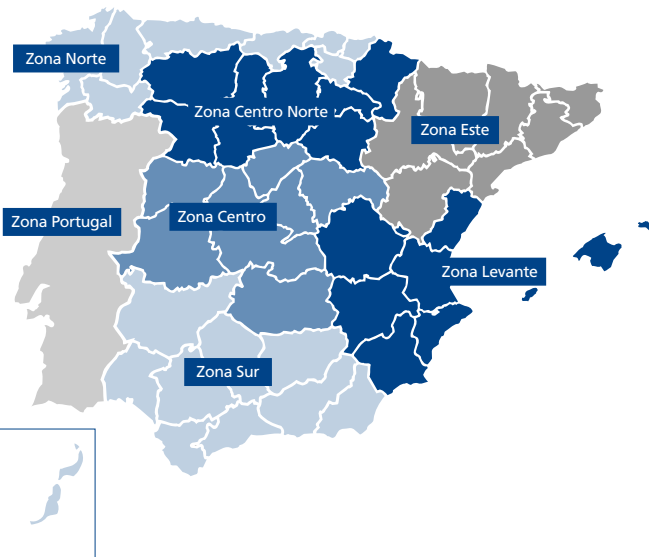 Zona Norte
Zona Centro Norte
Zona Este
Zona Portugal
Zona Centro
Zona Levante
Zona Sur